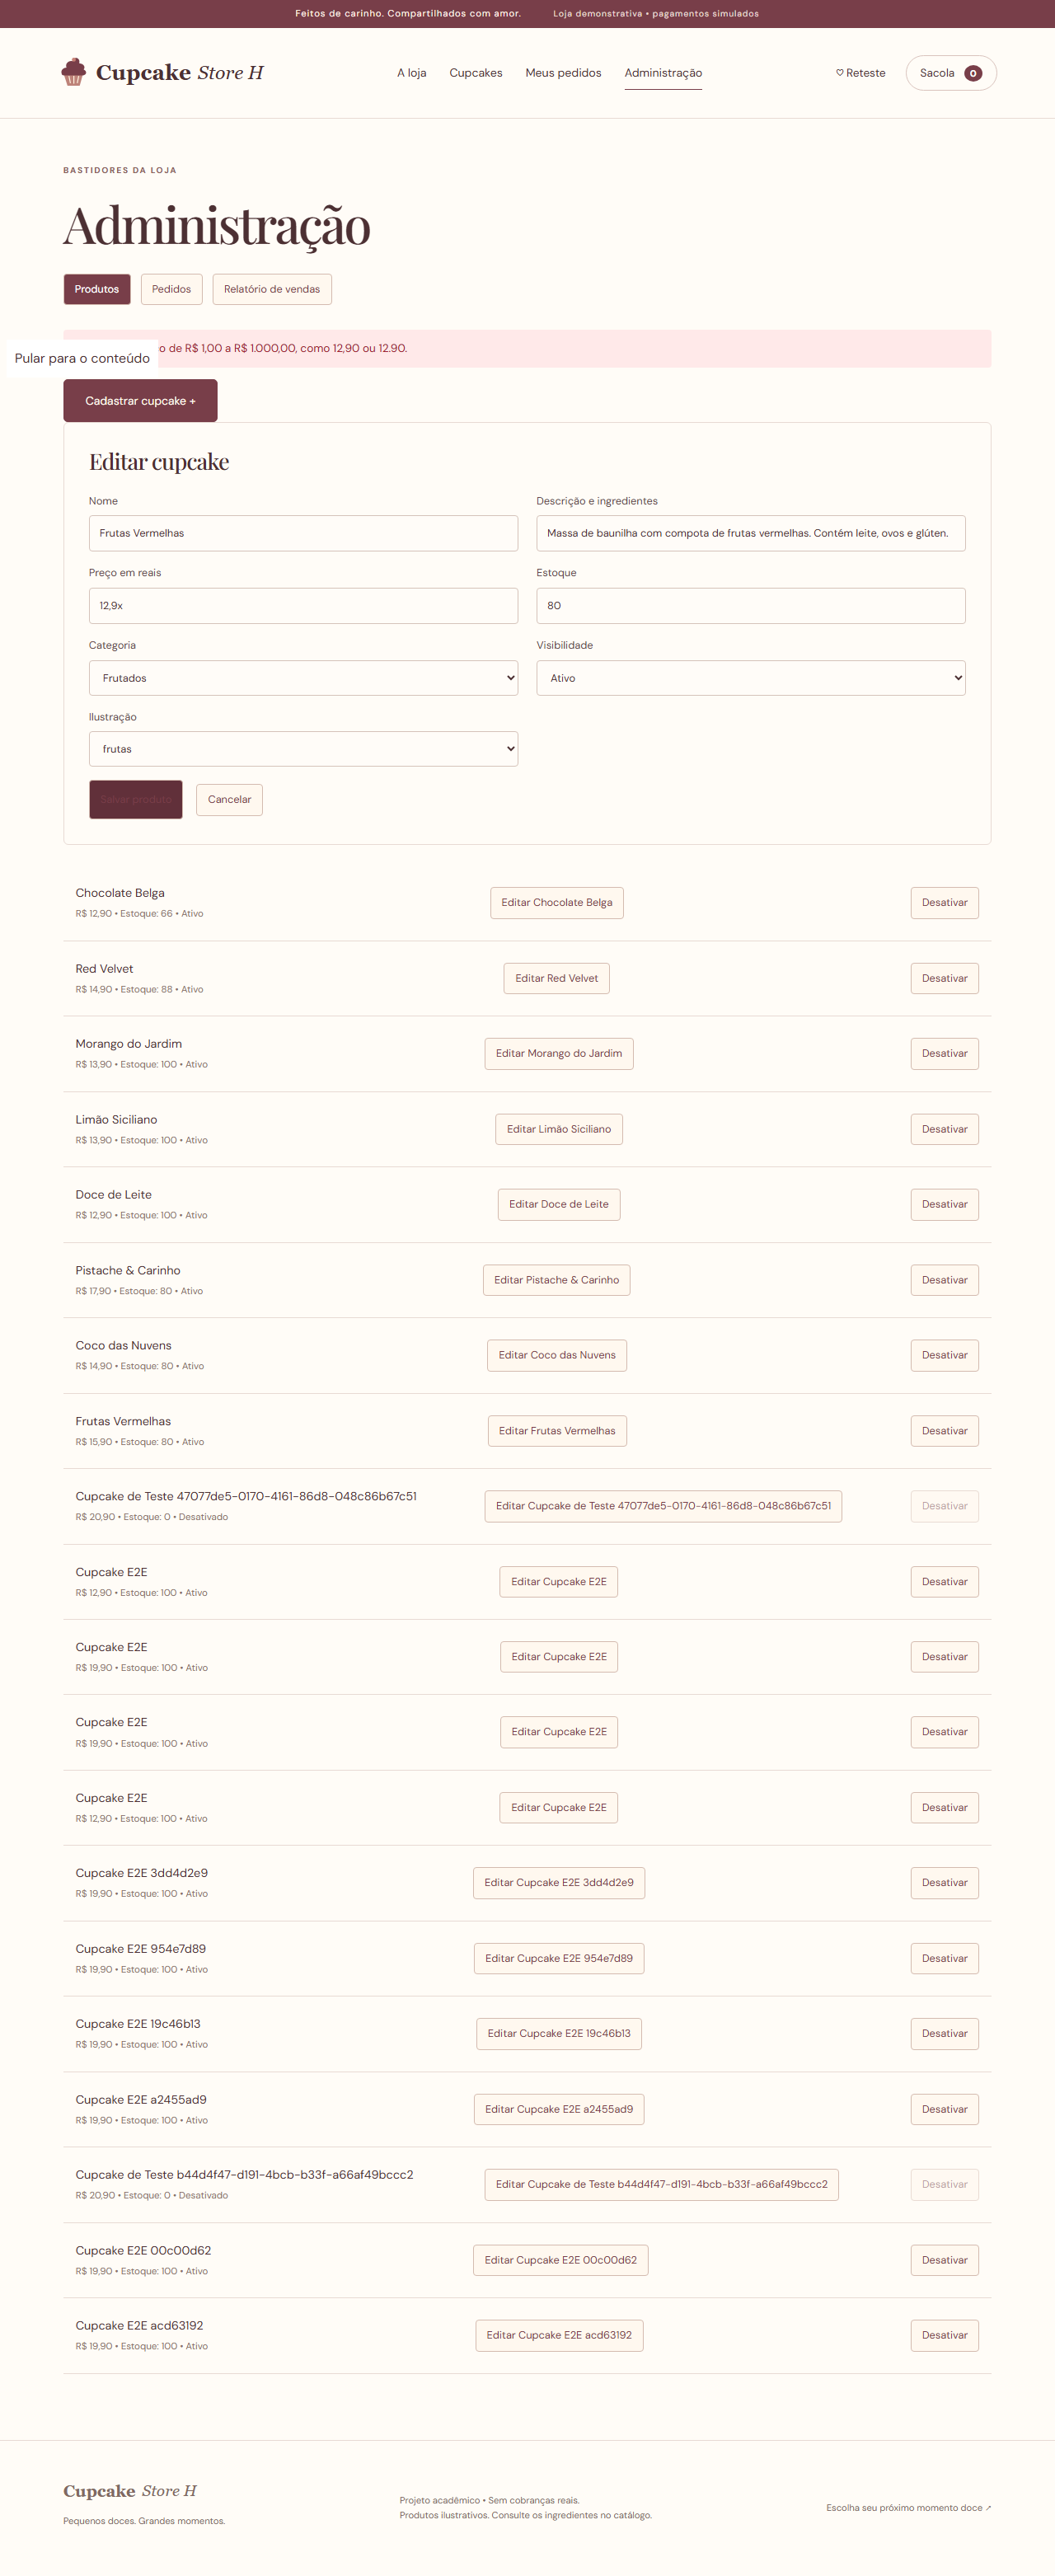 Feitos de carinho. Compartilhados com amor. Loja demonstrativa • pagamentos simulados
Cupcake Store H A loja Cupcakes Meus pedidos Administração ♡ Reteste Sacola 0
BASTIDORES DA LOJA
Administração
Produtos Pedidos Relatório de vendas
o de R$ 1,00 a R$ 1.000,00, como 12,90 ou 12.90.
Pular para o conteúdo
Cadastrar cupcake +
Editar cupcake
Nome Descrição e ingredientes
Frutas Vermelhas Massa de baunilha com compota de frutas vermelhas. Contém leite, ovos e glúten.
Preço em reais Estoque
12,9x 80
Categoria Visibilidade
Frutados Ativo
Ilustração
frutas
Salvar produto Cancelar
Chocolate Belga
R$ 12,90 • Estoque: 66 • Ativo Editar Chocolate Belga Desativar
Red Velvet
R$ 14,90 • Estoque: 88 • Ativo Editar Red Velvet Desativar
Morango do Jardim
R$ 13,90 • Estoque: 100 • Ativo Editar Morango do Jardim Desativar
Limão Siciliano
R$ 13,90 • Estoque: 100 • Ativo Editar Limão Siciliano Desativar
Doce de Leite
R$ 12,90 • Estoque: 100 • Ativo Editar Doce de Leite Desativar
Pistache & Carinho
R$ 17,90 • Estoque: 80 • Ativo Editar Pistache & Carinho Desativar
Coco das Nuvens
R$ 14,90 • Estoque: 80 • Ativo Editar Coco das Nuvens Desativar
Frutas Vermelhas
R$ 15,90 • Estoque: 80 • Ativo Editar Frutas Vermelhas Desativar
Cupcake de Teste 47077de5-0170-4161-86d8-048c86b67c51
R$ 20,90 • Estoque: 0 • Desativado Editar Cupcake de Teste 47077de5-0170-4161-86d8-048c86b67c51 Desativar
Cupcake E2E
R$ 12,90 • Estoque: 100 • Ativo Editar Cupcake E2E Desativar
Cupcake E2E
R$ 19,90 • Estoque: 100 • Ativo Editar Cupcake E2E Desativar
Cupcake E2E
R$ 19,90 • Estoque: 100 • Ativo Editar Cupcake E2E Desativar
Cupcake E2E
R$ 12,90 • Estoque: 100 • Ativo Editar Cupcake E2E Desativar
Cupcake E2E 3dd4d2e9
R$ 19,90 • Estoque: 100 • Ativo Editar Cupcake E2E 3dd4d2e9 Desativar
Cupcake E2E 954e7d89
R$ 19,90 • Estoque: 100 • Ativo Editar Cupcake E2E 954e7d89 Desativar
Cupcake E2E 19c46b13
R$ 19,90 • Estoque: 100 • Ativo Editar Cupcake E2E 19c46b13 Desativar
Cupcake E2E a2455ad9
R$ 19,90 • Estoque: 100 • Ativo Editar Cupcake E2E a2455ad9 Desativar
Cupcake de Teste b44d4f47-d191-4bcb-b33f-a66af49bccc2
R$ 20,90 • Estoque: 0 • Desativado Editar Cupcake de Teste b44d4f47-d191-4bcb-b33f-a66af49bccc2 Desativar
Cupcake E2E 00c00d62
R$ 19,90 • Estoque: 100 • Ativo Editar Cupcake E2E 00c00d62 Desativar
Cupcake E2E acd63192
R$ 19,90 • Estoque: 100 • Ativo Editar Cupcake E2E acd63192 Desativar
Cupcake Store H
Pequenos doces. Grandes momentos.
Projeto acadêmico • Sem cobranças reais.
Produtos ilustrativos. Consulte os ingredientes no catálogo.
Escolha seu próximo momento doce ↗